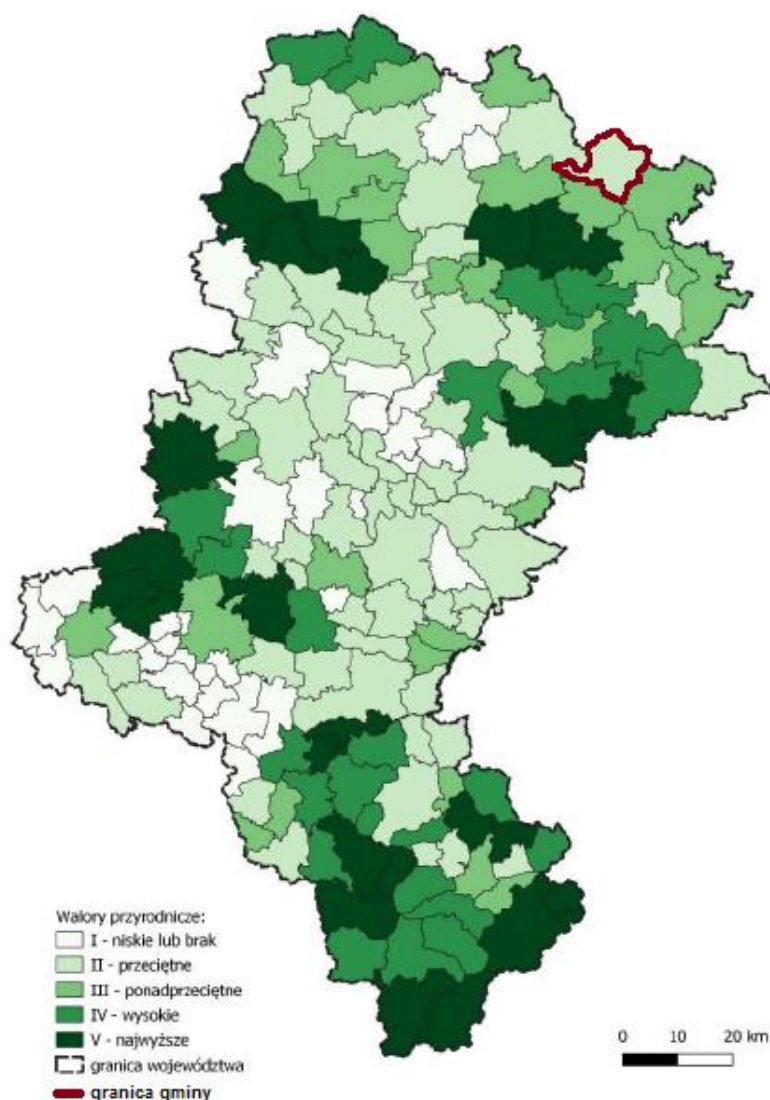 Walory przyrodnicze:
I - niskie lub brak
II - przeciętne
III - ponadprzeciętne
IV - wysokie
V - najwyższe
granica województwa
granica gminy
0 10 20 km